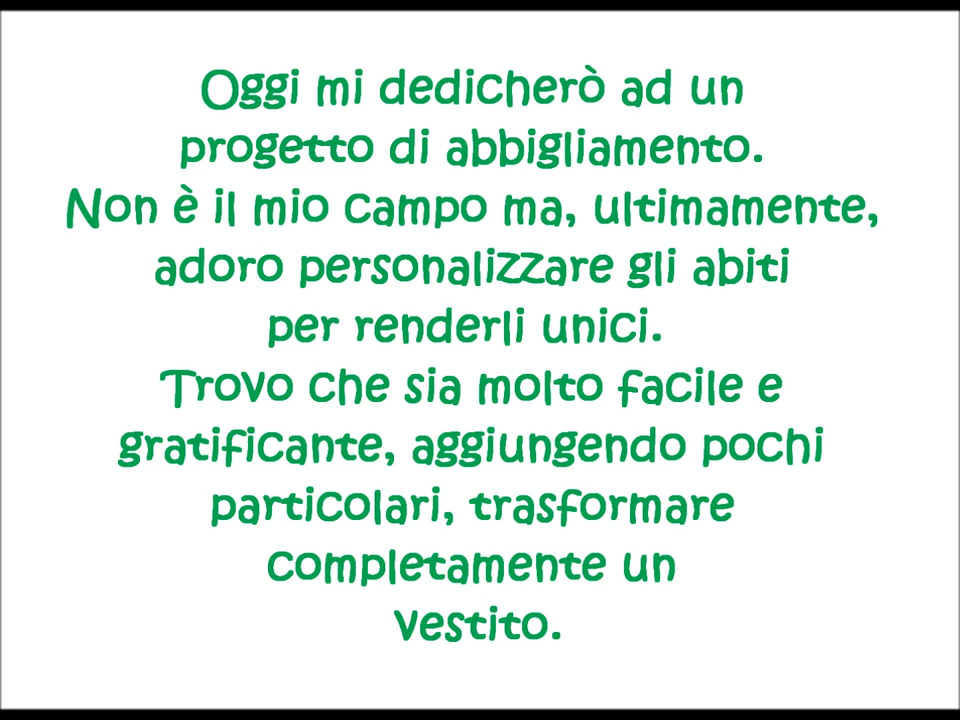 Oggi mi dedicherò ad un
progetto di abbigliamento.
Non è il mio campo ma, ultimamente,
adoro personalizzare gli abiti
per renderli unici.
Trovo che sia molto facile e
gratificante, aggiungendo pochi
particolari, trasformare
completamente un
vestito.